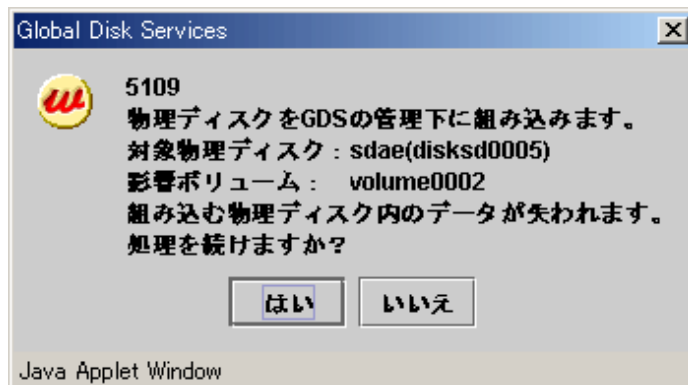 Global Disk Services
5109
物理ディスクをGDSの管理下に組み込みます。
対象物理ディスク：sdae(disksd0005)
影響ボリューム： volume0002
組み込む物理ディスク内のデータが失われます。
処理を続けますか？
はい いいえ
Java Applet Window